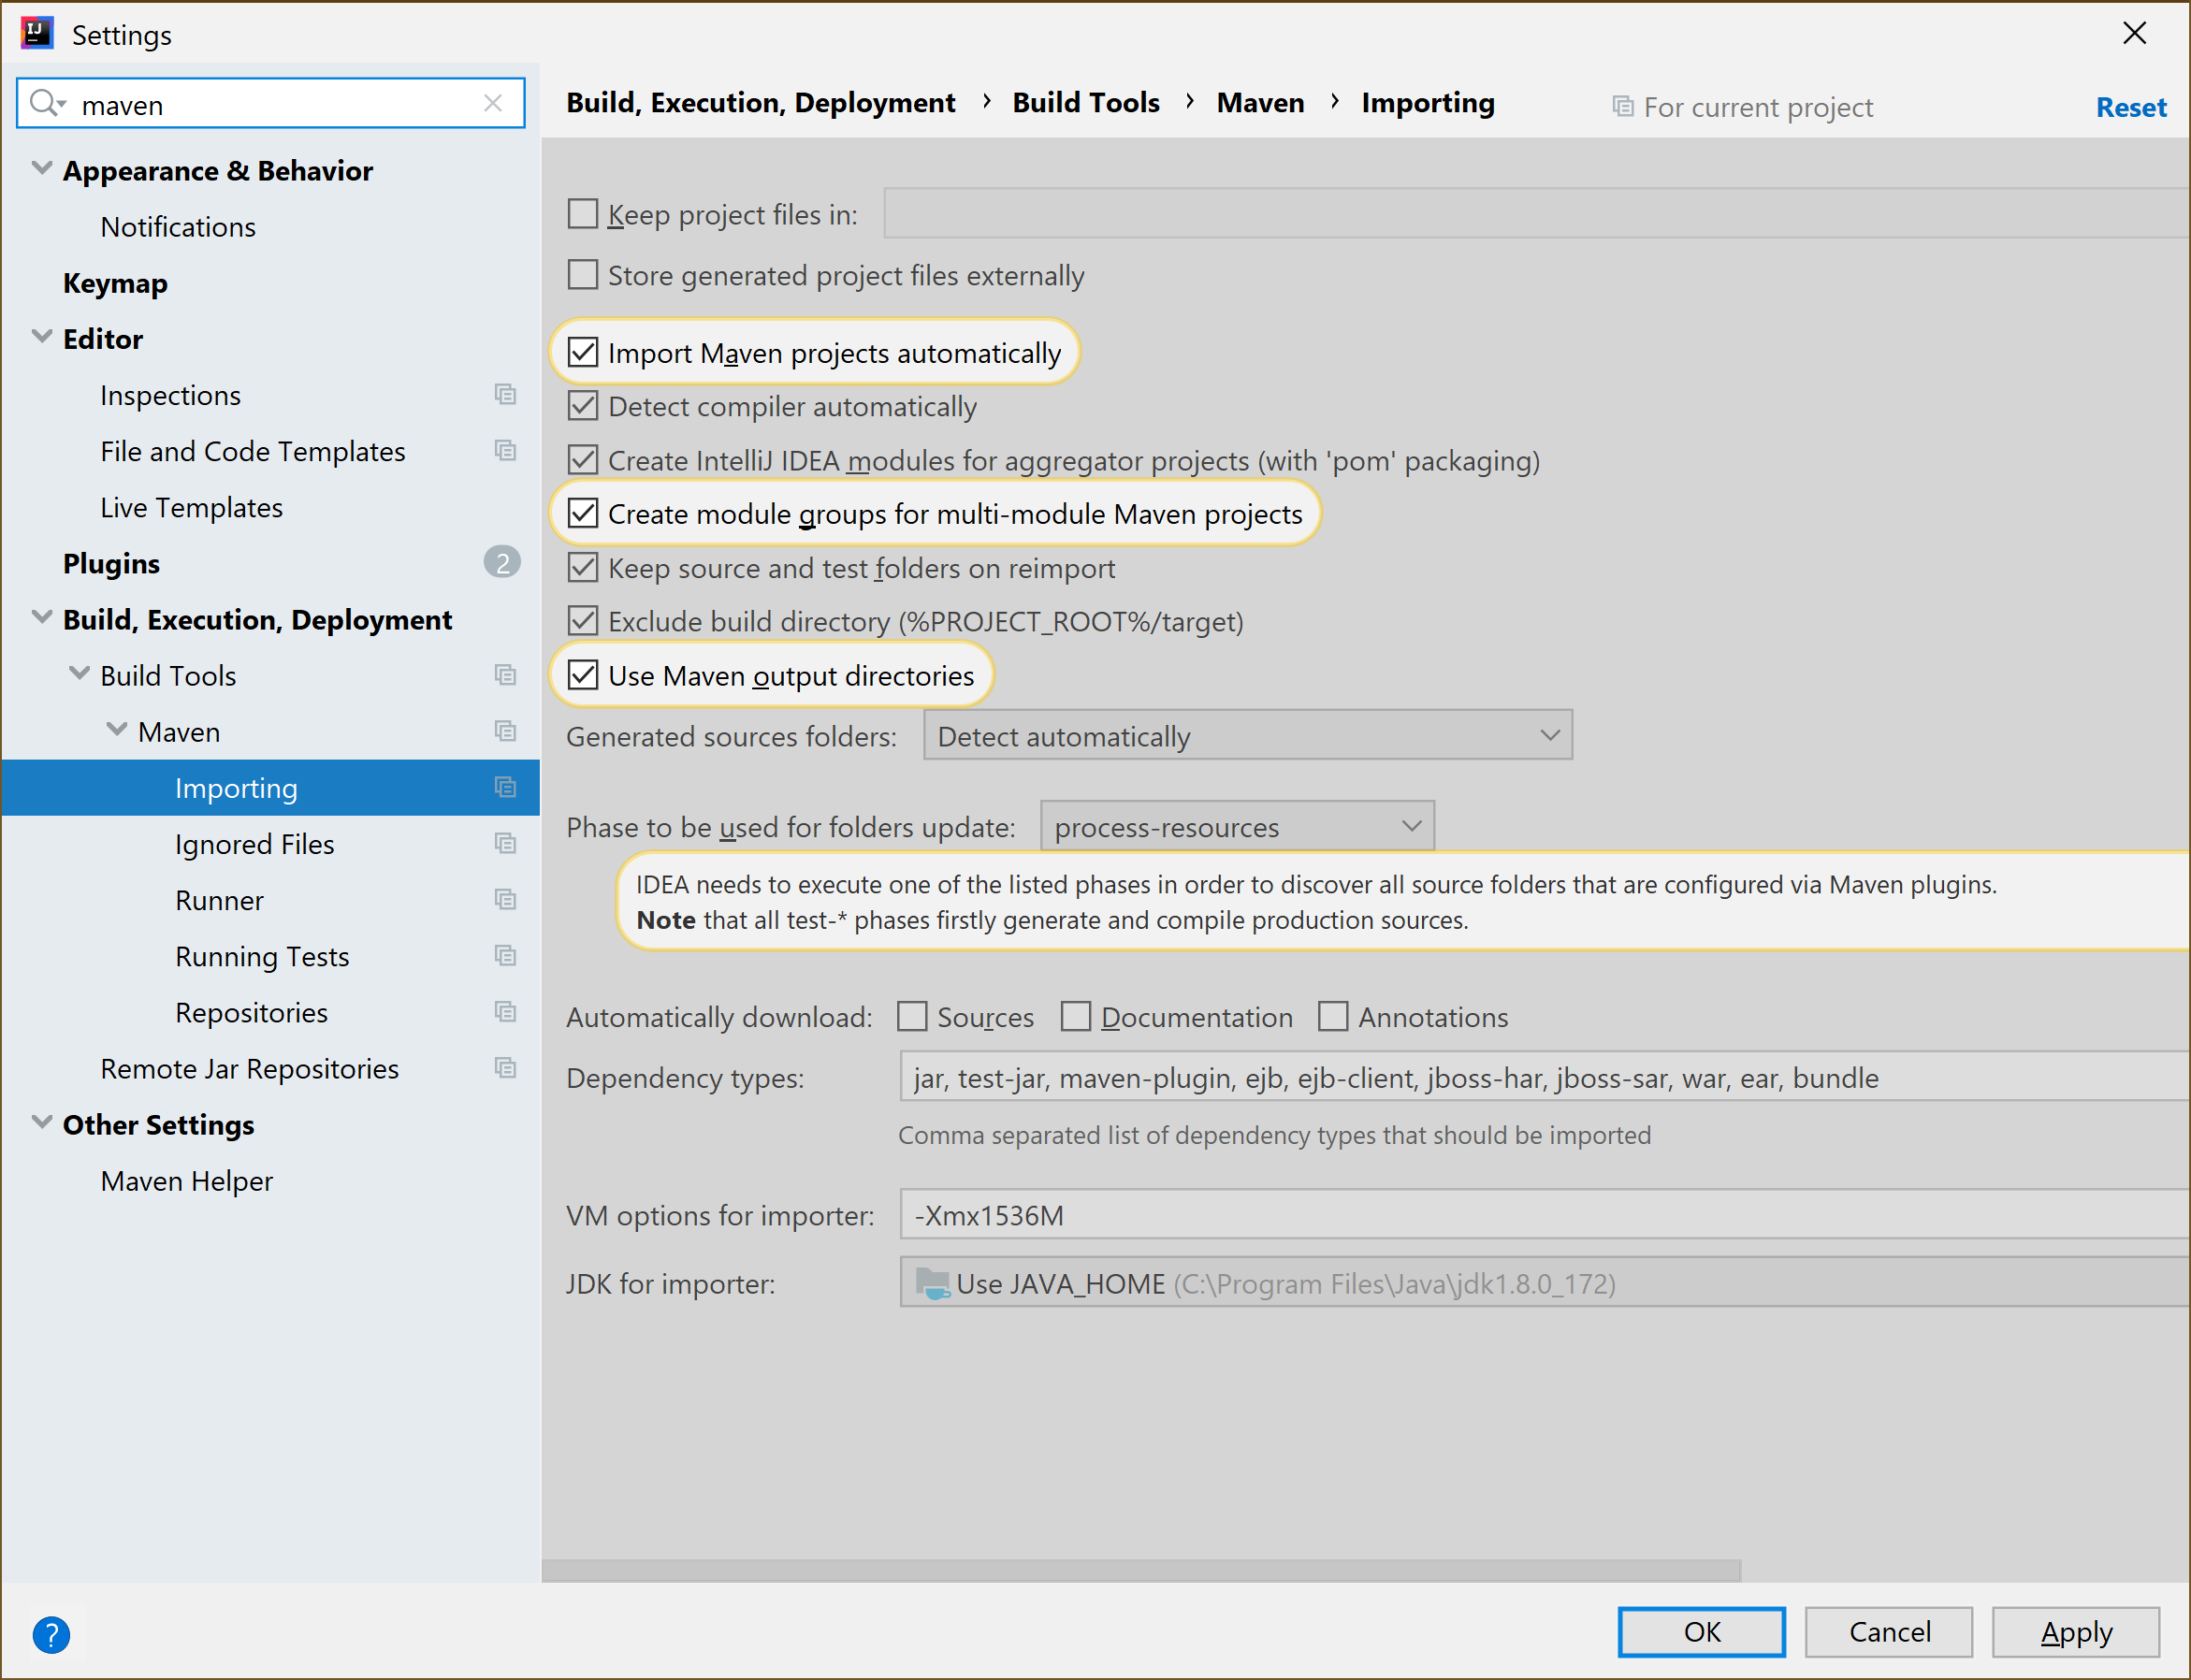 IJ Settings
maven
Appearance & Behavior
Notifications
Keymap
Editor
Inspections
File and Code Templates
Live Templates
Plugins 2
Build, Execution, Deployment
Build Tools
Maven
Importing
Ignored Files
Runner
Running Tests
Repositories
Remote Jar Repositories
Other Settings
Maven Helper
Build, Execution, Deployment › Build Tools › Maven › Importing For current project Reset
Keep project files in:
Store generated project files externally
Import Maven projects automatically
Detect compiler automatically
Create IntelliJ IDEA modules for aggregator projects (with 'pom' packaging)
Create module groups for multi-module Maven projects
Keep source and test folders on reimport
Exclude build directory (%PROJECT_ROOT%/target)
Use Maven output directories
Generated sources folders: Detect automatically
Phase to be used for folders update: process-resources
IDEA needs to execute one of the listed phases in order to discover all source folders that are configured via Maven plugins.
Note that all test-* phases firstly generate and compile production sources.
Automatically download: Sources Documentation Annotations
Dependency types: jar, test-jar, maven-plugin, ejb, ejb-client, jboss-har, jboss-sar, war, ear, bundle
Comma separated list of dependency types that should be imported
VM options for importer: -Xmx1536M
JDK for importer: Use JAVA_HOME (C:\Program Files\Java\jdk1.8.0_172)
? OK Cancel Apply